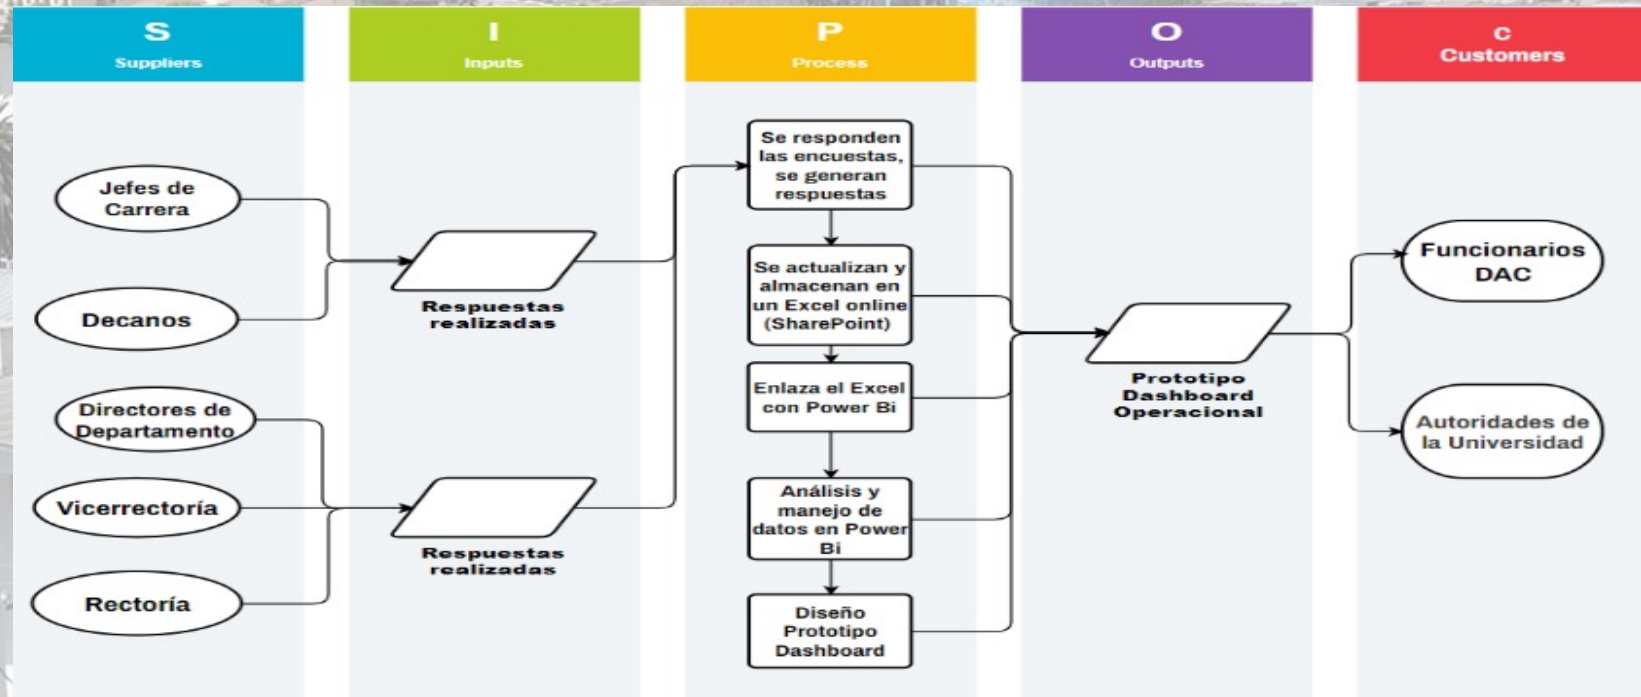 S
Suppliers
I
Inputs
P
Process
O
Outputs
c
Customers
Jefes de
Carrera
Decanos
Directores de
Departamento
Vicerrectoría
Rectoría
Respuestas
realizadas
Respuestas
realizadas
Se responden
las encuestas,
se generan
respuestas
Se actualizan y
almacenan en
un Excel online
(SharePoint)
Enlaza el Excel
con Power Bi
Análisis y
manejo de
datos en Power
Bi
Diseño
Prototipo
Dashboard
Prototipo
Dashboard
Operacional
Funcionarios
DAC
Autoridades de
la Universidad